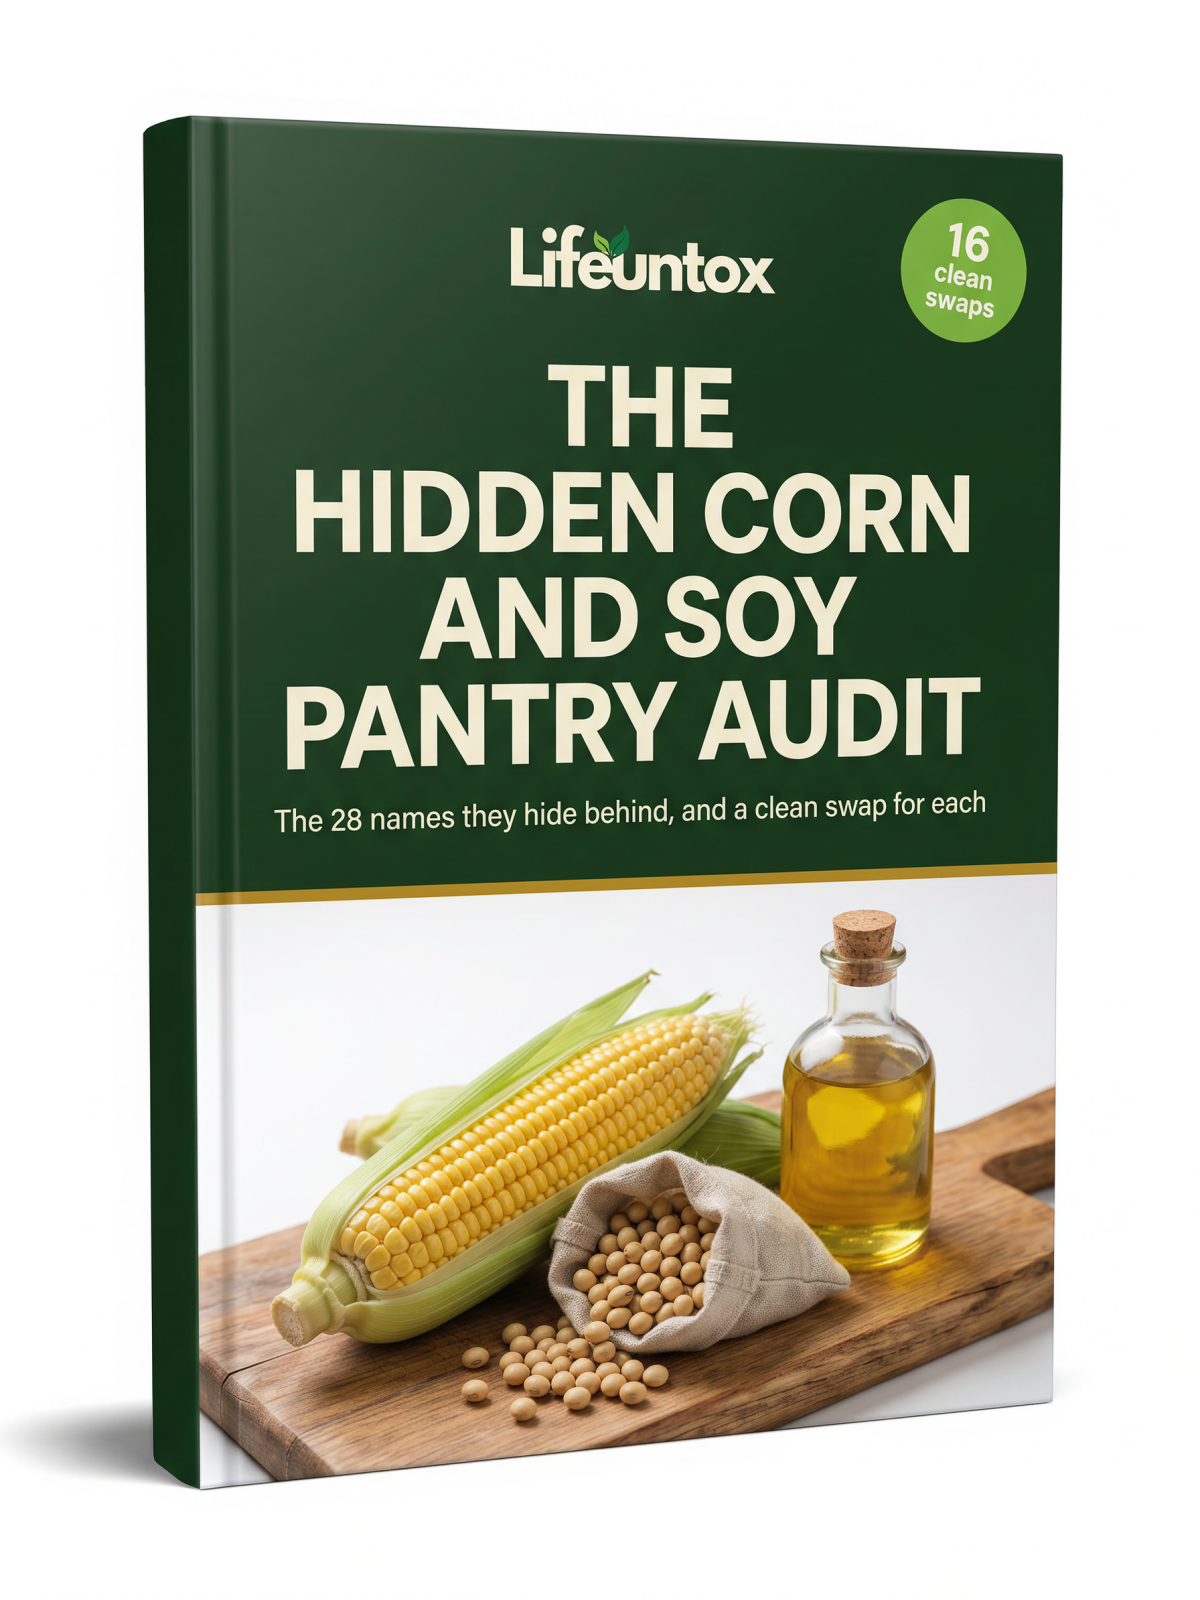 Lifeuntox
16
clean
swaps
THE
HIDDEN CORN
AND SOY
PANTRY AUDIT
The 28 names they hide behind, and a clean swap for each